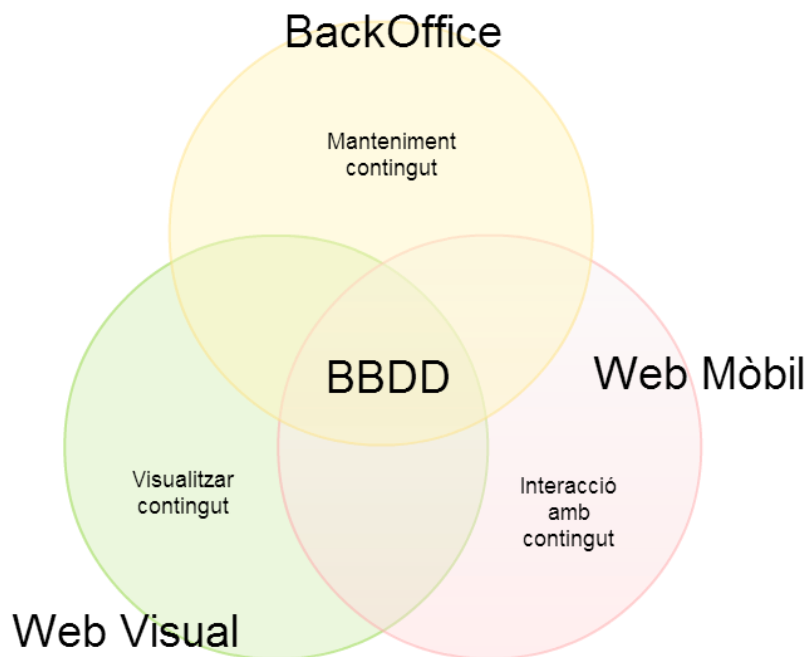 BackOffice
Manteniment
contingut
BBDD
Web Mòbil
Visualitzar
contingut
Interacció
amb
contingut
Web Visual